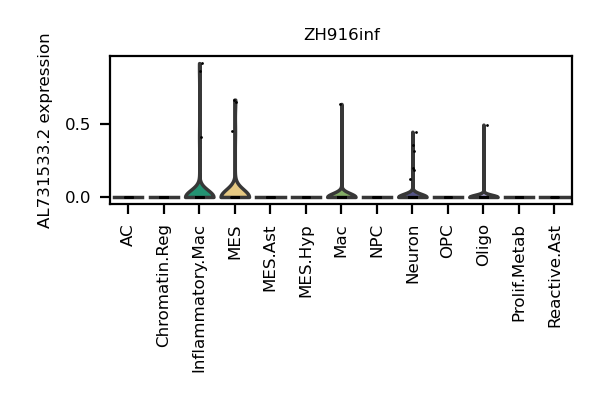 ZH916inf
AL731533.2 expression
0.5
0.0
AC
Chromatin.Reg
Inflammatory.Mac
MES
MES.Ast
MES.Hyp
Mac
NPC
Neuron
OPC
Oligo
Prolif.Metab
Reactive.Ast